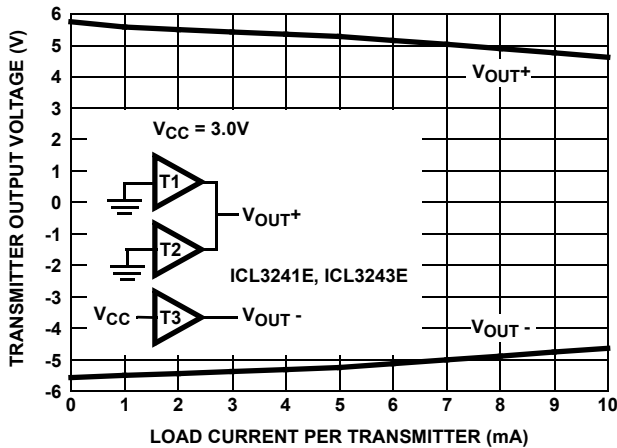 TRANSMITTER OUTPUT VOLTAGE (V)
6
5
4
3
2
1
0
-1
-2
-3
-4
-5
-6
VOUT+
VCC = 3.0V
T1
VOUT+
T2
ICL3241E, ICL3243E
VCC
T3
VOUT -
VOUT -
0 1 2 3 4 5 6 7 8 9 10
LOAD CURRENT PER TRANSMITTER (mA)